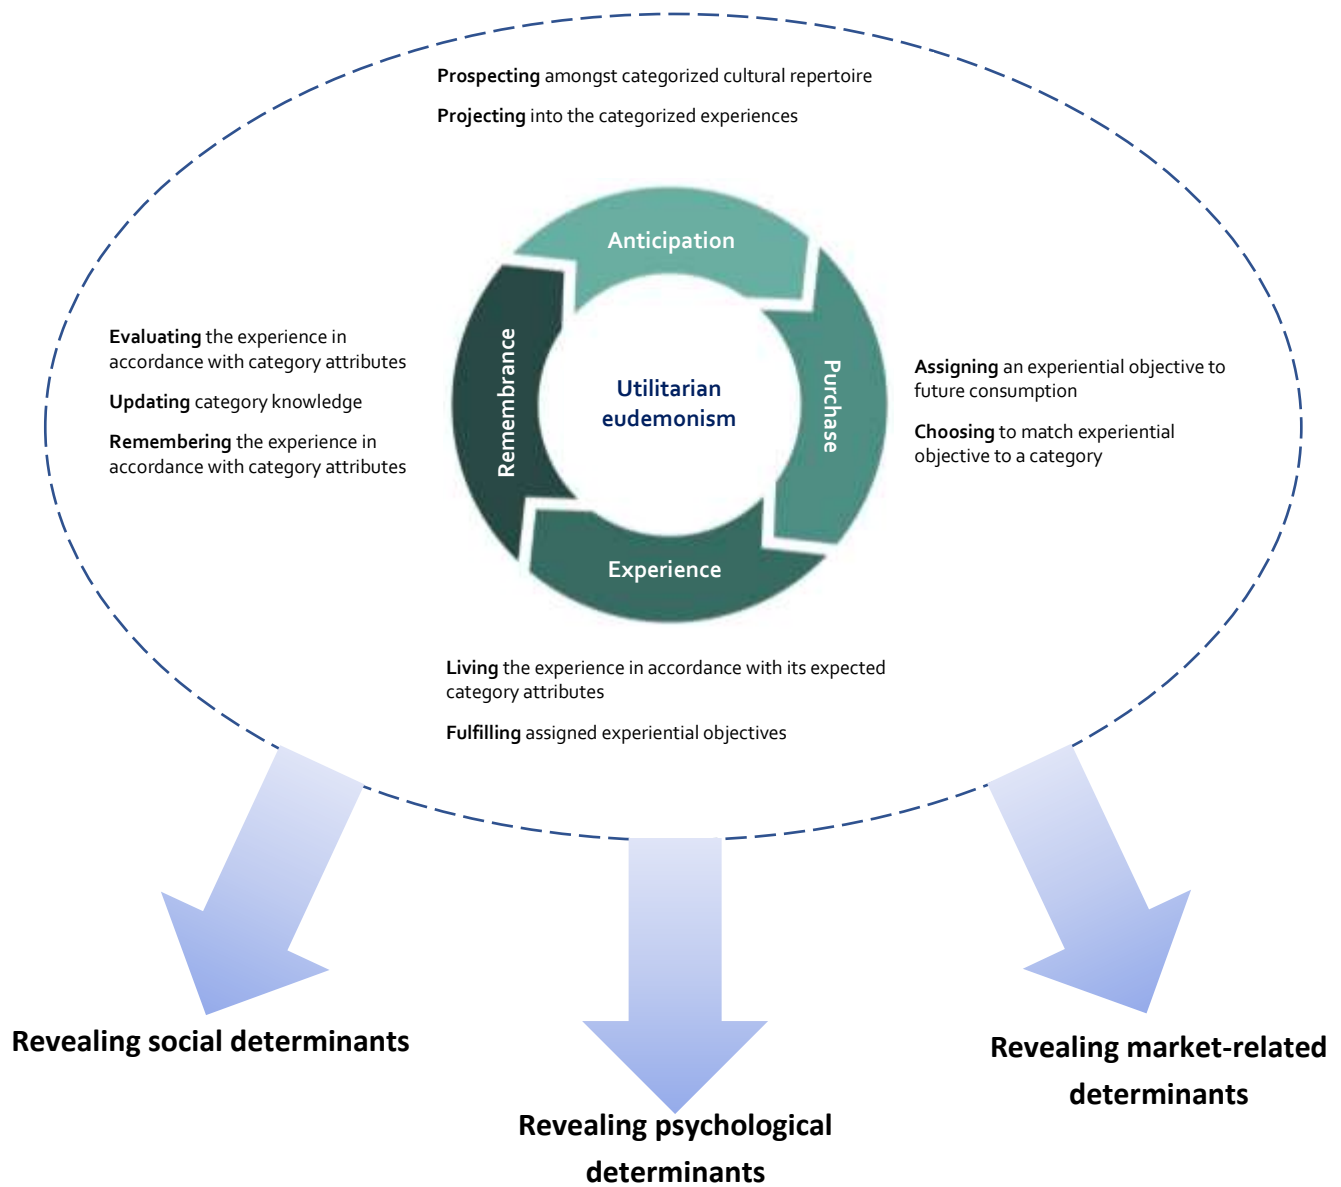 Prospecting amongst categorized cultural repertoire
Projecting into the categorized experiences
Anticipation
Purchase
Experience
Remembrance
Utilitarian
eudemonism
Evaluating the experience in
accordance with category attributes
Updating category knowledge
Remembering the experience in
accordance with category attributes
Assigning an experiential objective to
future consumption
Choosing to match experiential
objective to a category
Living the experience in accordance with its expected
category attributes
Fulfilling assigned experiential objectives
Revealing social determinants
Revealing psychological
determinants
Revealing market-related
determinants